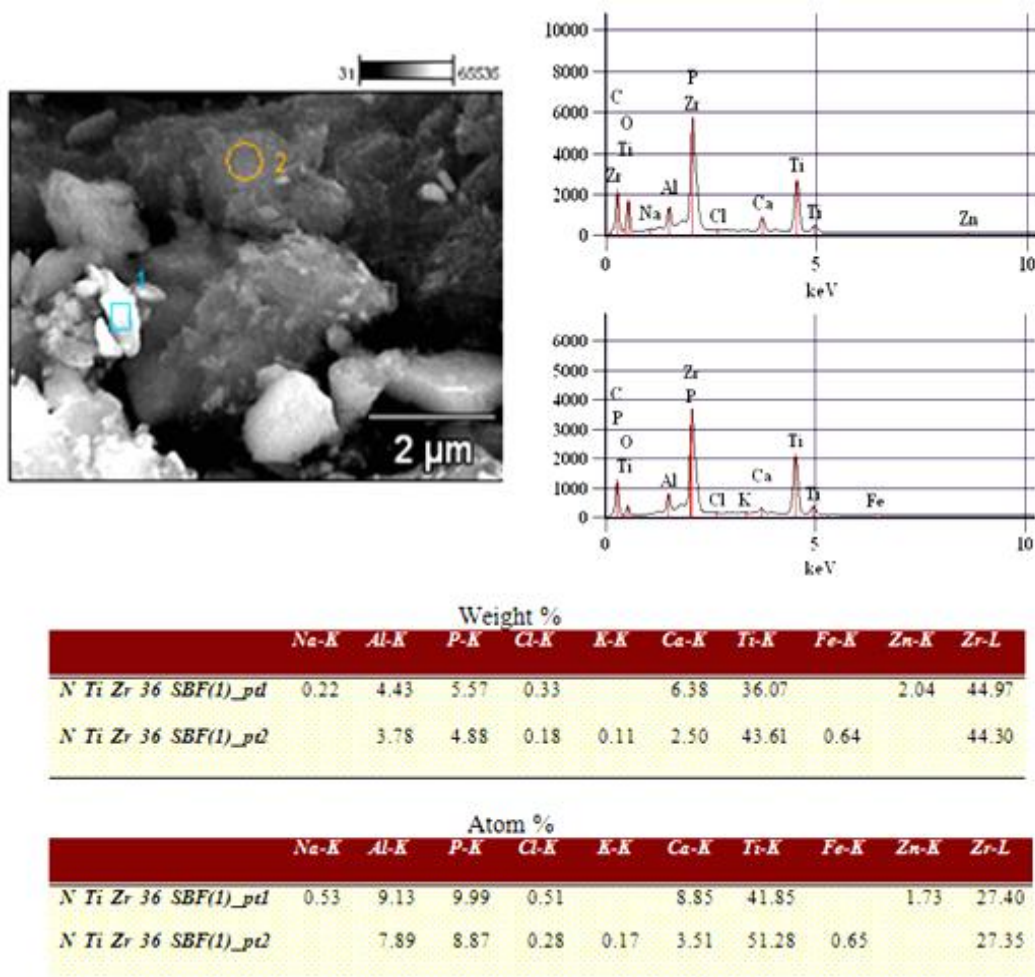 31 65535
1
2
2 µm
10000
8000
6000
4000
2000
0
P
C
Zr
O
Ti
Zr
Na
Al
Cl
Ca
Ti
Ti
Zn
0 5 10
keV
6000
5000
4000
3000
2000
1000
0
Zr
C
P
P
O
Ti
Al
Cl
K
Ca
Ti
Ti
Fe
0 5 10
keV
Weight %
Na-K Al-K P-K Cl-K K-K Ca-K Ti-K Fe-K Zn-K Zr-L
N Ti Zr 36 SBF(1)_pt1 0.22 4.43 5.57 0.33 6.38 36.07 2.04 44.97
N Ti Zr 36 SBF(1)_pt2 3.78 4.88 0.18 0.11 2.50 43.61 0.64 44.30
Atom %
Na-K Al-K P-K Cl-K K-K Ca-K Ti-K Fe-K Zn-K Zr-L
N Ti Zr 36 SBF(1)_pt1 0.53 9.13 9.99 0.51 8.85 41.85 1.73 27.40
N Ti Zr 36 SBF(1)_pt2 7.89 8.87 0.28 0.17 3.51 51.28 0.65 27.35